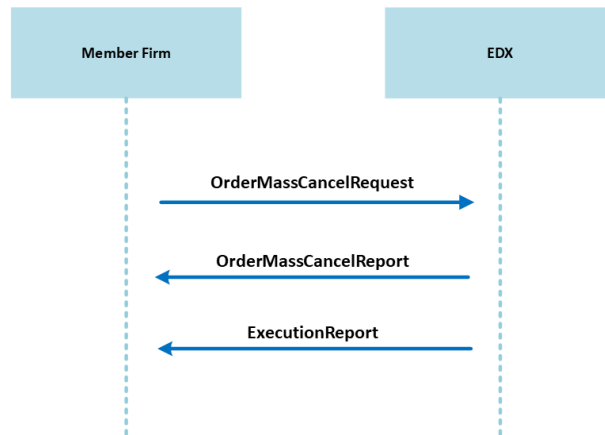 Member Firm
EDX
OrderMassCancelRequest
OrderMassCancelReport
ExecutionReport